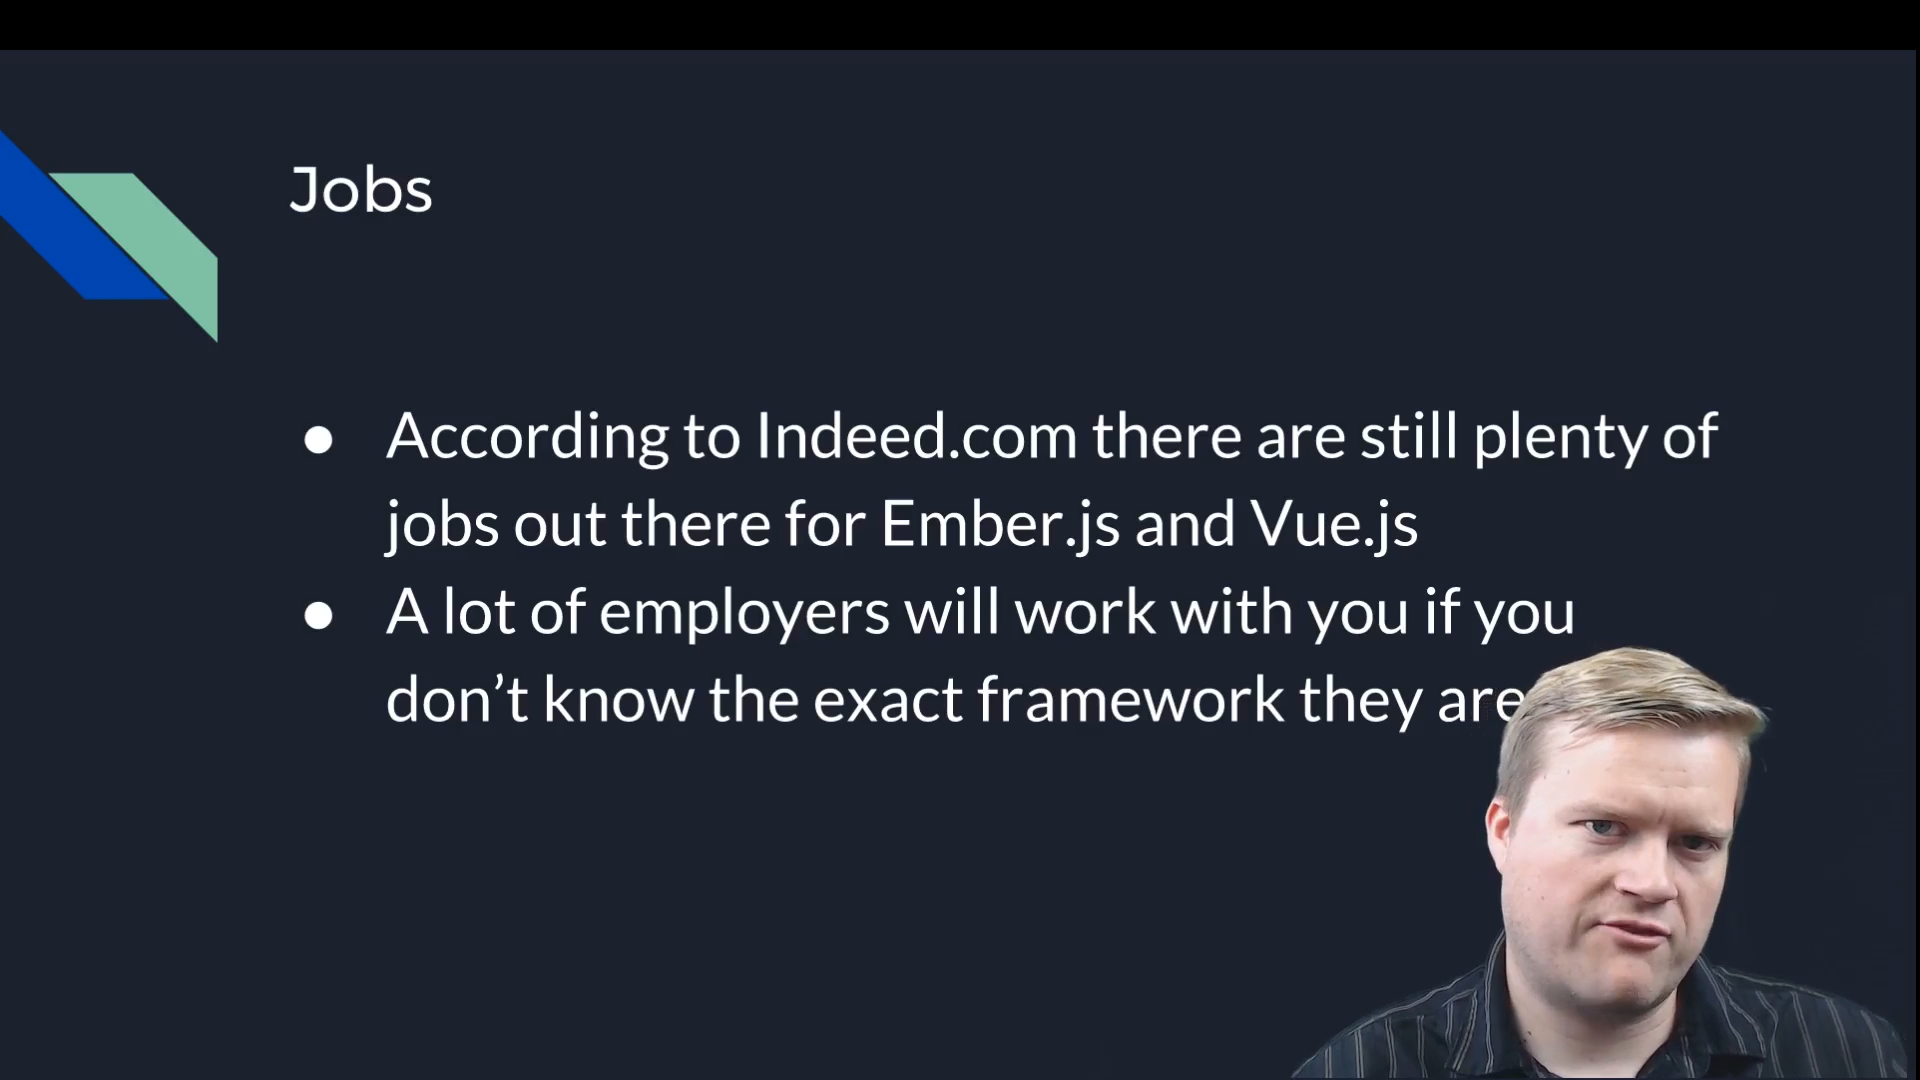 Jobs
● According to Indeed.com there are still plenty of
jobs out there for Ember.js and Vue.js
● A lot of employers will work with you if you
don’t know the exact framework they are